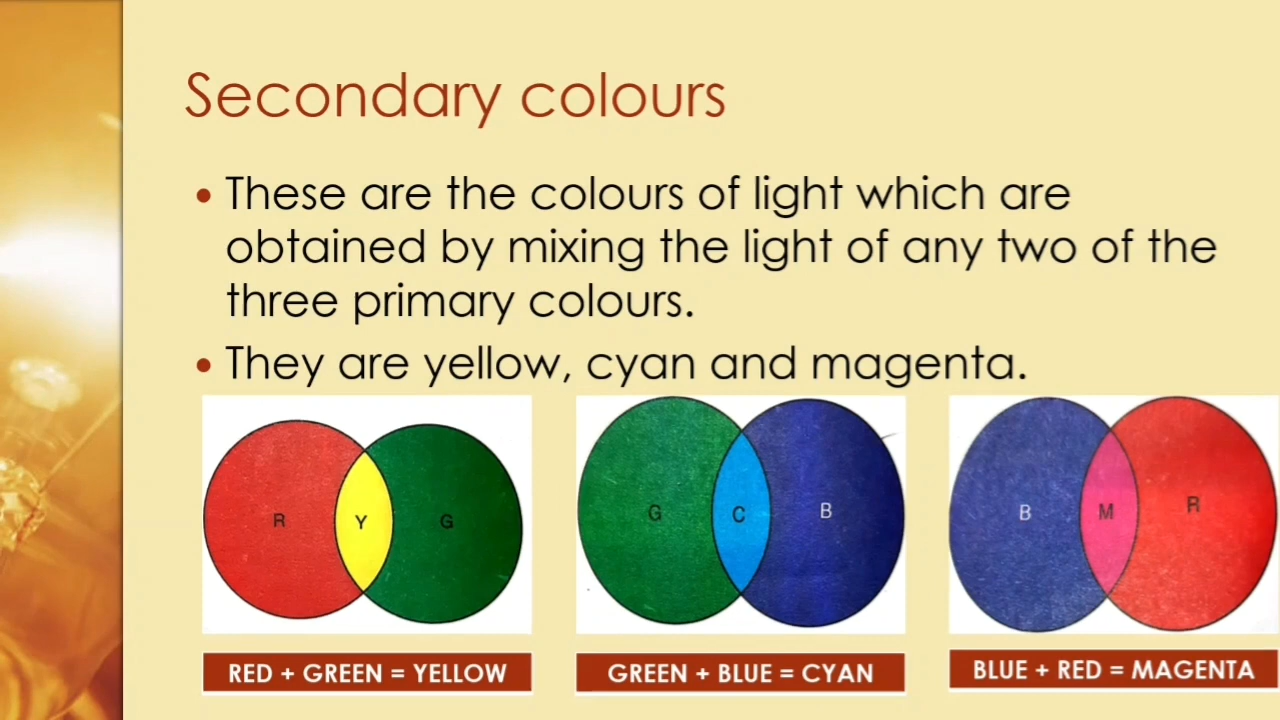 Secondary colours
• These are the colours of light which are
obtained by mixing the light of any two of the
three primary colours.
• They are yellow, cyan and magenta.
R Y G
G C B
B M R
RED + GREEN = YELLOW
GREEN + BLUE = CYAN
BLUE + RED = MAGENTA